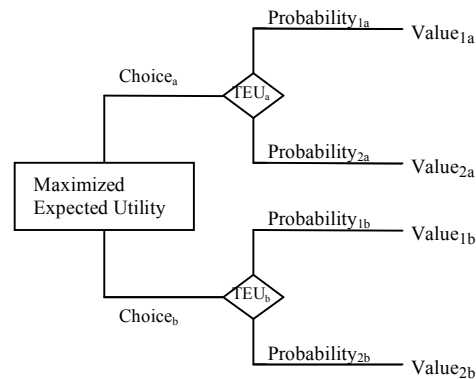 Probability1a
Value1a
Choicea
TEUa
Probability2a
Value2a
Maximized
Expected Utility
Probability1b
Value1b
TEUb
Choiceb
Probability2b
Value2b